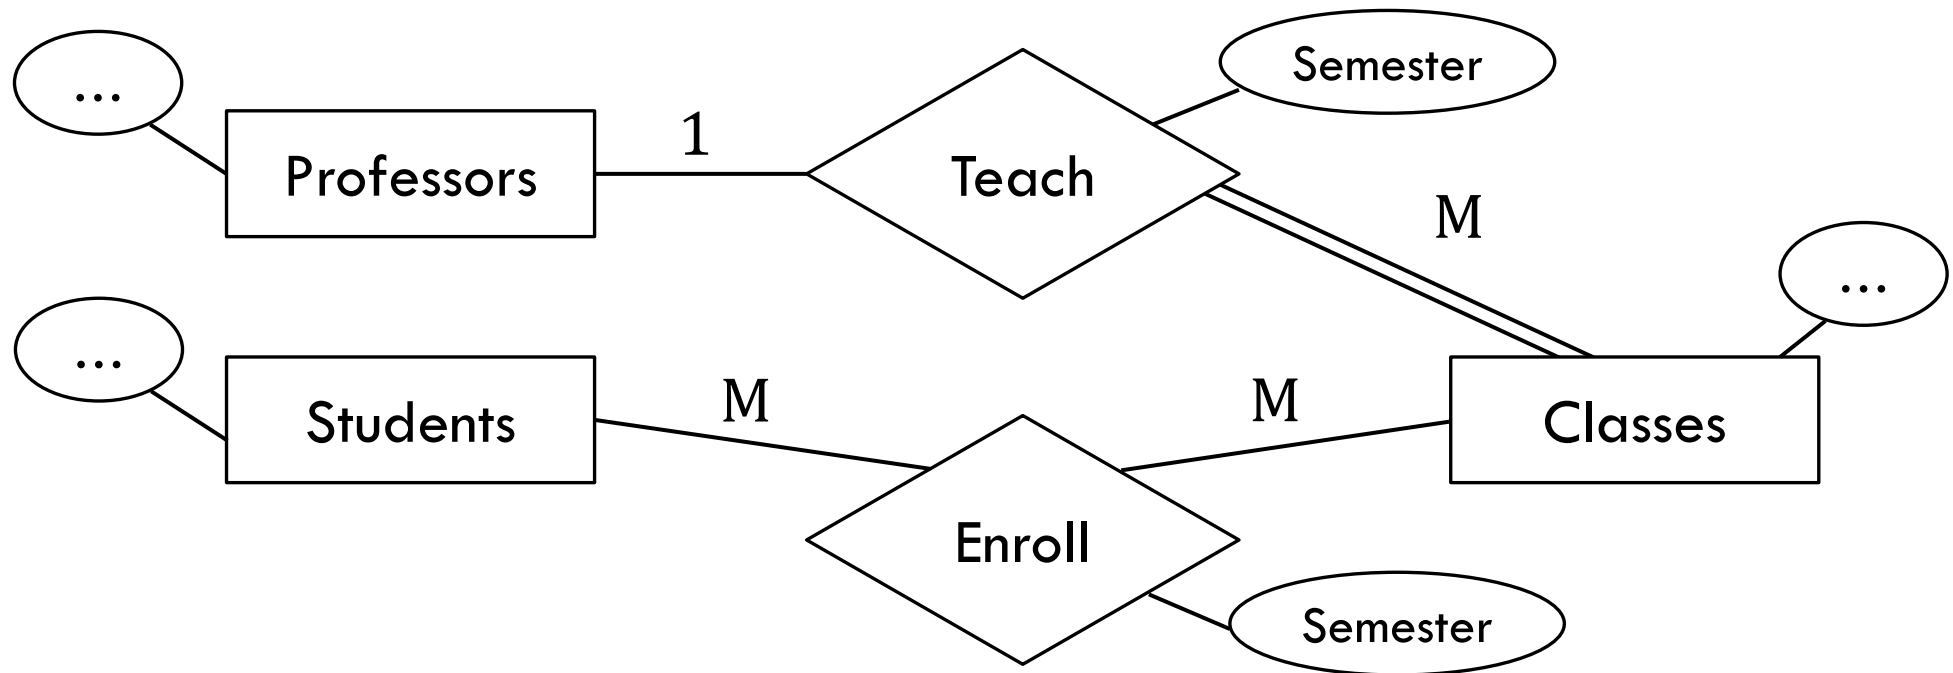 Semester
...
1
Professors
Teach
M
...
...
Students
M
M
Classes
Enroll
Semester